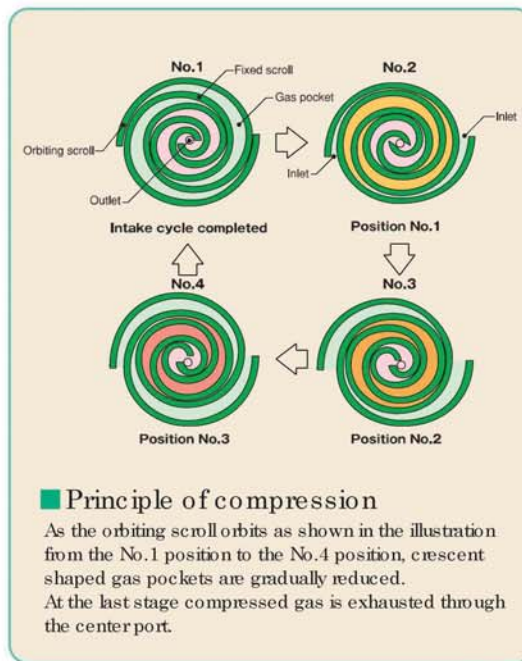 No.1
Fixed scroll
Gas pocket
Orbiting scroll
Outlet
Intake cycle completed
No.2
Inlet
Inlet
Position No.1
No.4
Position No.3
No.3
Position No.2
Principle of compression
As the orbiting scroll orbits as shown in the illustration
from the No.1 position to the No.4 position, crescent
shaped gas pockets are gradually reduced.
At the last stage compressed gas is exhausted through
the center port.